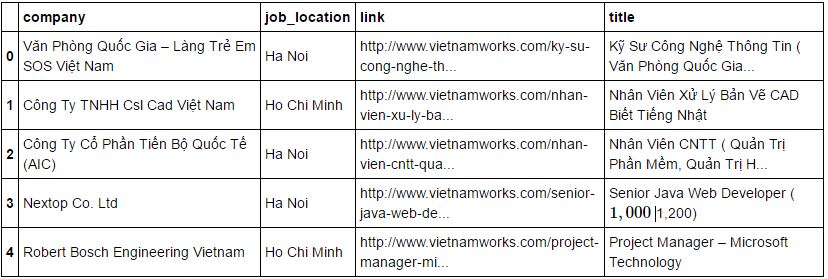 company job_location link title
0 Văn Phòng Quốc Gia – Làng Trẻ Em SOS Việt Nam Ha Noi http://www.vietnamworks.com/ky-su-cong-nghe-th... Kỹ Sư Công Nghệ Thông Tin ( Văn Phòng Quốc Gia...
1 Công Ty TNHH Csl Cad Việt Nam Ho Chi Minh http://www.vietnamworks.com/nhan-vien-xu-ly-ba... Nhân Viên Xử Lý Bản Vẽ CAD Biết Tiếng Nhật
2 Công Ty Cổ Phần Tiến Bộ Quốc Tế (AIC) Ha Noi http://www.vietnamworks.com/nhan-vien-cntt-qua... Nhân Viên CNTT ( Quản Trị Phần Mềm, Quản Trị H...
3 Nextop Co. Ltd Ha Noi http://www.vietnamworks.com/senior-java-web-de... Senior Java Web Developer ( 1,000 |1,200)
4 Robert Bosch Engineering Vietnam Ho Chi Minh http://www.vietnamworks.com/project-manager-mi... Project Manager – Microsoft Technology